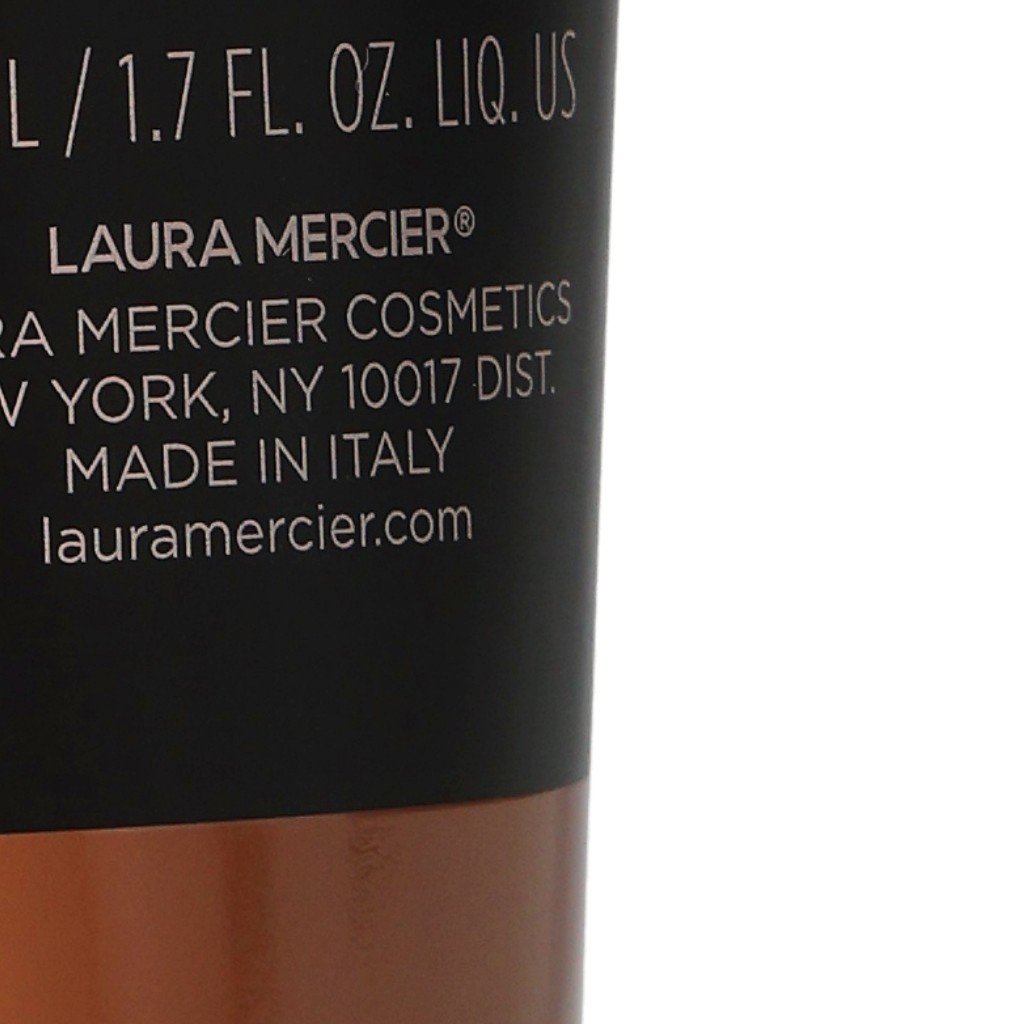 L / 1.7 FL. OZ. LIQ. US
LAURA MERCIER®
RA MERCIER COSMETICS
W YORK, NY 10017 DIST.
MADE IN ITALY
lauramercier.com